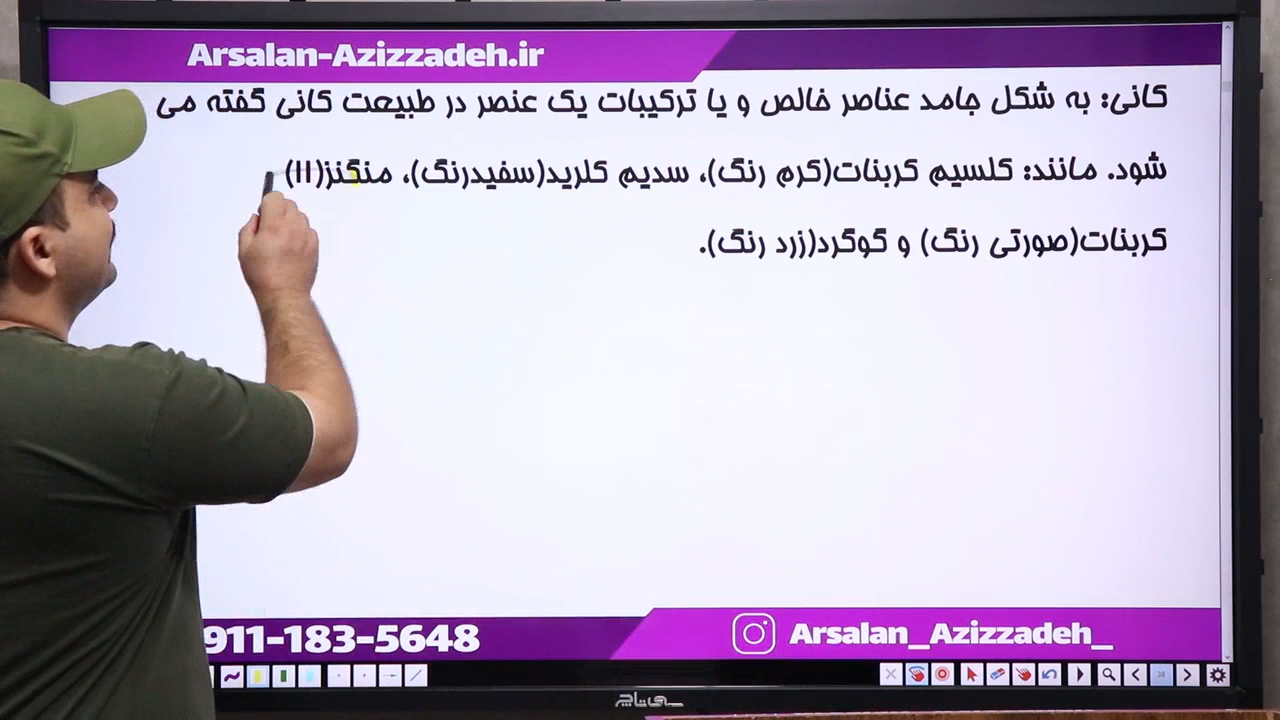 Arsalan-Azizzadeh.ir
کانی: به شکل جامد عناصر خالص و یا ترکیبات یک عنصر در طبیعت کانی گفته می
شود. مانند: کلسیم کربنات(کرم رنگ)، سدیم کلرید(سفیدرنگ)، منگنز(II)
کربنات(صورتی رنگ) و گوگرد(زرد رنگ).
911-183-5648
Arsalan_Azizzadeh_
38